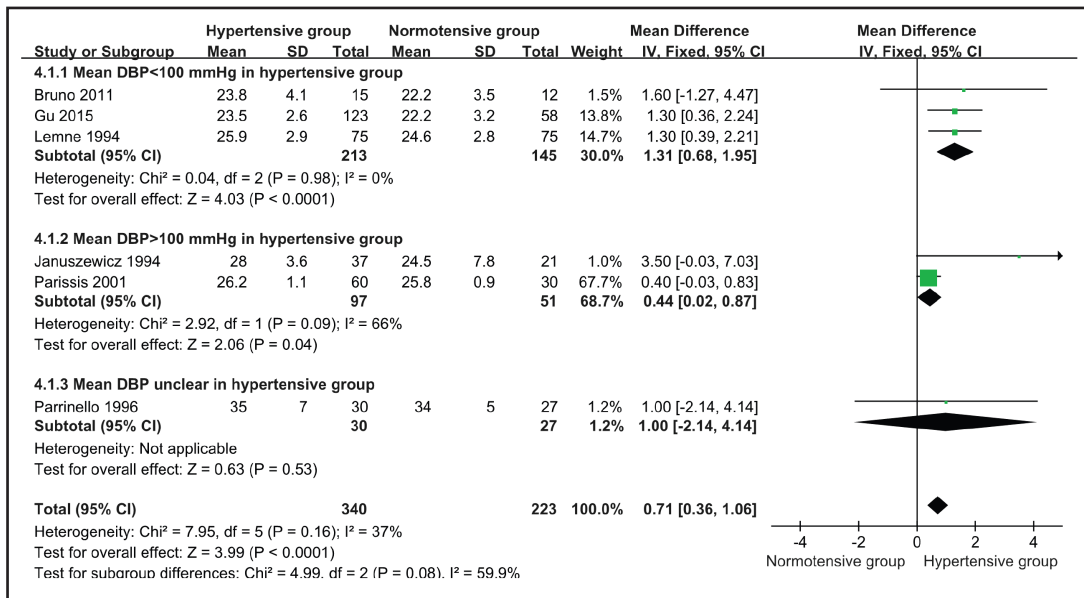 Hypertensive group Normotensive group Mean Difference Mean Difference
Study or Subgroup Mean SD Total Mean SD Total Weight IV, Fixed, 95% CI IV, Fixed, 95% CI
4.1.1 Mean DBP<100 mmHg in hypertensive group
Bruno 2011 23.8 4.1 15 22.2 3.5 12 1.5% 1.60 [-1.27, 4.47]
Gu 2015 23.5 2.6 123 22.2 3.2 58 13.8% 1.30 [0.36, 2.24]
Lemne 1994 25.9 2.9 75 24.6 2.8 75 14.7% 1.30 [0.39, 2.21]
Subtotal (95% CI) 213 145 30.0% 1.31 [0.68, 1.95]
Heterogeneity: Chi² = 0.04, df = 2 (P = 0.98); I² = 0%
Test for overall effect: Z = 4.03 (P < 0.0001)
4.1.2 Mean DBP>100 mmHg in hypertensive group
Januszewicz 1994 28 3.6 37 24.5 7.8 21 1.0% 3.50 [-0.03, 7.03]
Parissis 2001 26.2 1.1 60 25.8 0.9 30 67.7% 0.40 [-0.03, 0.83]
Subtotal (95% CI) 97 51 68.7% 0.44 [0.02, 0.87]
Heterogeneity: Chi² = 2.92, df = 1 (P = 0.09); I² = 66%
Test for overall effect: Z = 2.06 (P = 0.04)
4.1.3 Mean DBP unclear in hypertensive group
Parrinello 1996 35 7 30 34 5 27 1.2% 1.00 [-2.14, 4.14]
Subtotal (95% CI) 30 27 1.2% 1.00 [-2.14, 4.14]
Heterogeneity: Not applicable
Test for overall effect: Z = 0.63 (P = 0.53)
Total (95% CI) 340 223 100.0% 0.71 [0.36, 1.06]
Heterogeneity: Chi² = 7.95, df = 5 (P = 0.16); I² = 37%
Test for overall effect: Z = 3.99 (P < 0.0001)
Test for subgroup differences: Chi² = 4.99, df = 2 (P = 0.08), I² = 59.9%
-4 -2 0 2 4
Normotensive group Hypertensive group